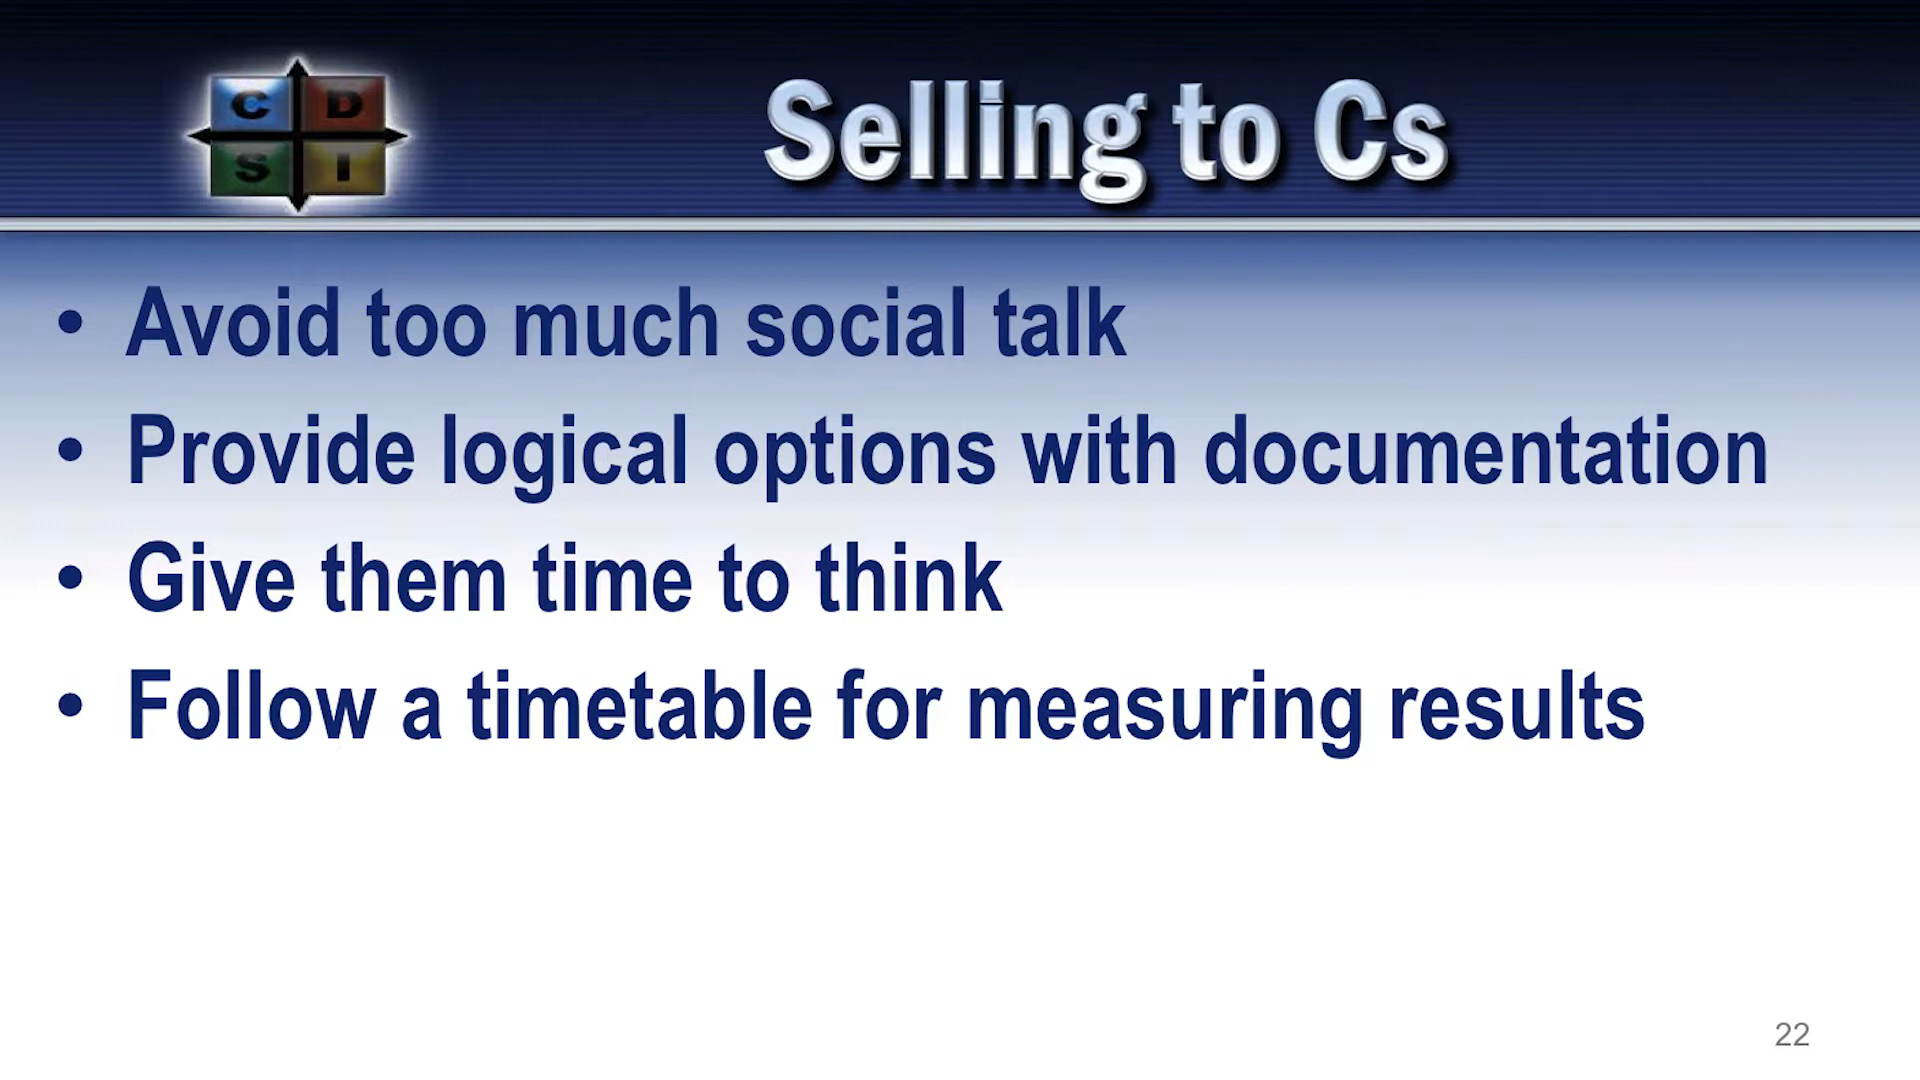 C D
S I
Selling to Cs
• Avoid too much social talk
• Provide logical options with documentation
• Give them time to think
• Follow a timetable for measuring results
22